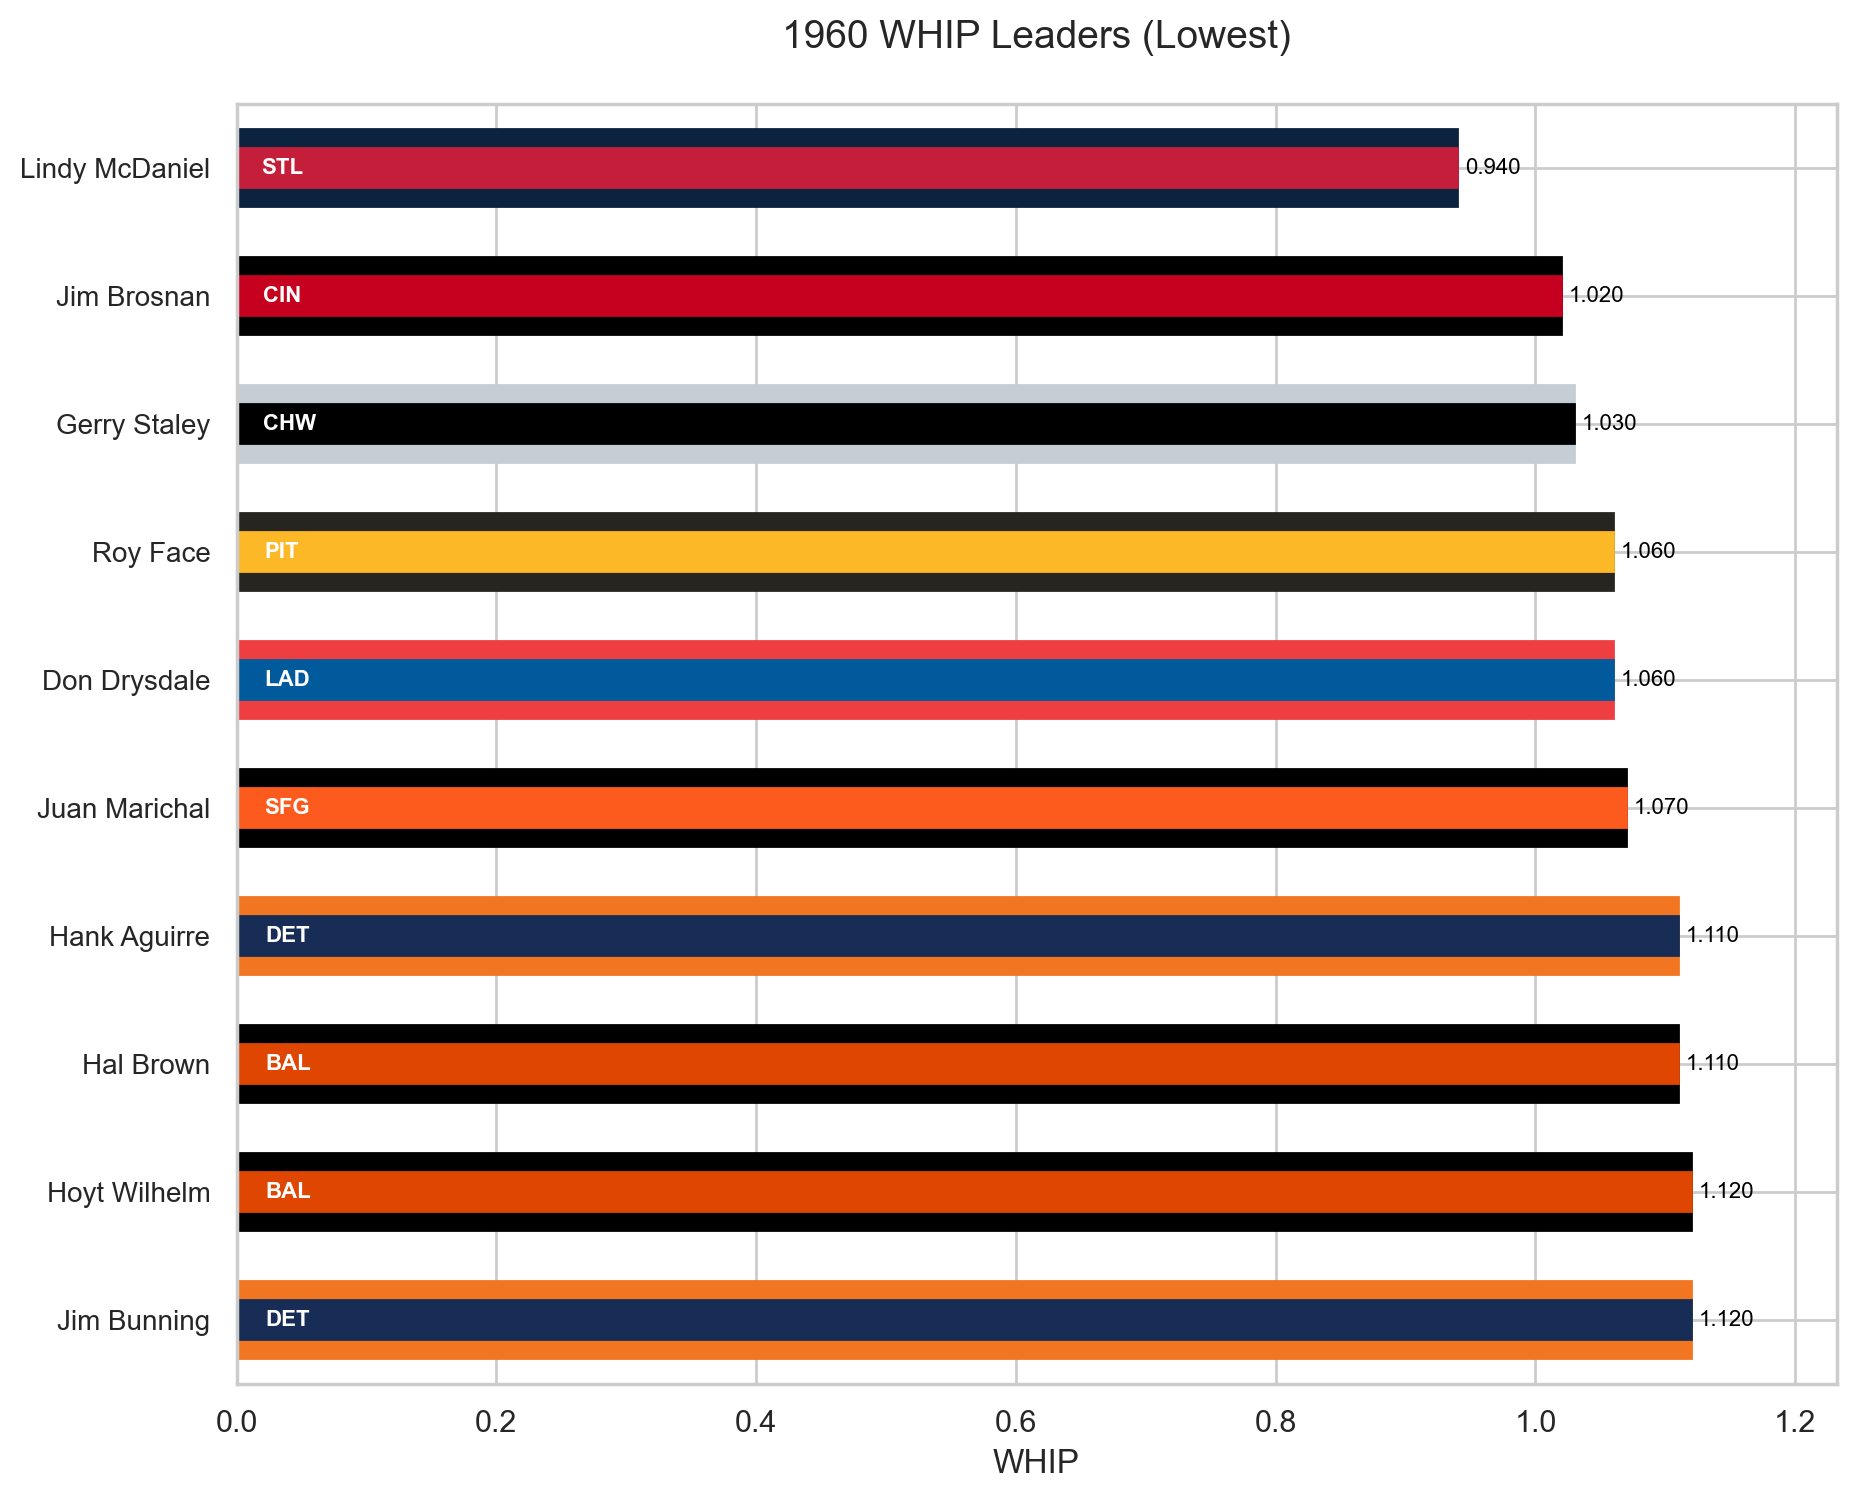 1960 WHIP Leaders (Lowest)
Lindy McDaniel STL 0.940
Jim Brosnan CIN 1.020
Gerry Staley CHW 1.030
Roy Face PIT 1.060
Don Drysdale LAD 1.060
Juan Marichal SFG 1.070
Hank Aguirre DET 1.110
Hal Brown BAL 1.110
Hoyt Wilhelm BAL 1.120
Jim Bunning DET 1.120
0.0 0.2 0.4 0.6 0.8 1.0 1.2
WHIP